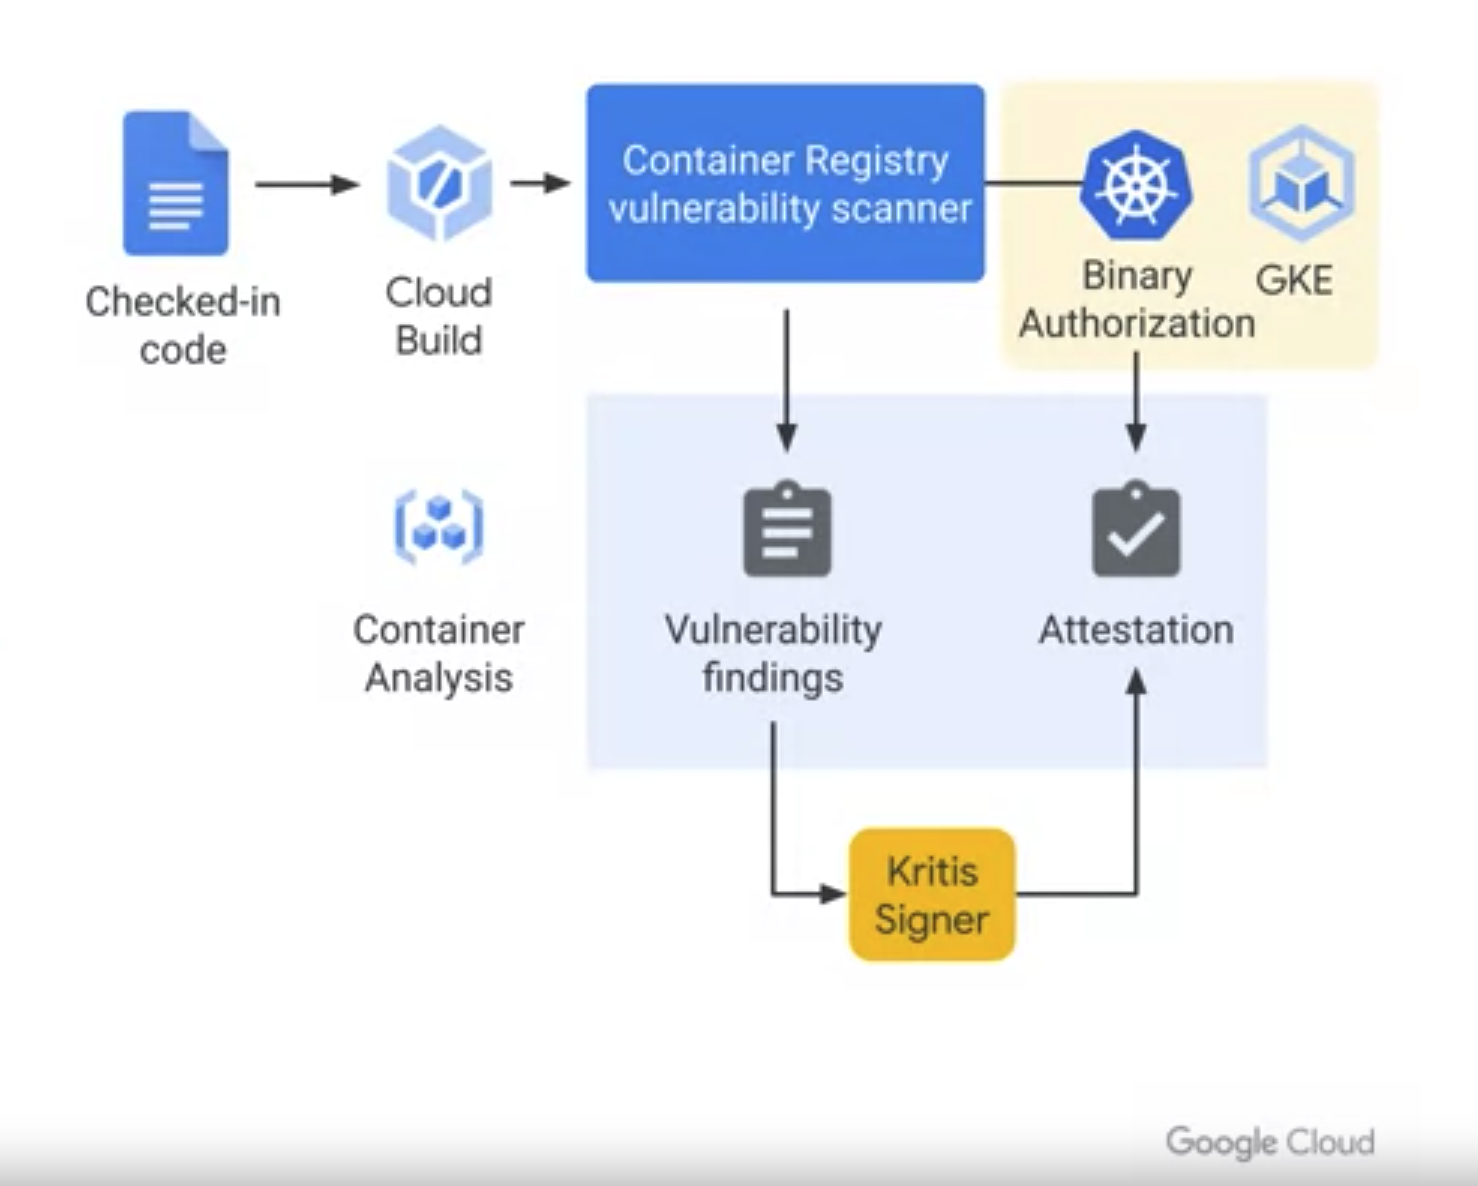 Container Registry
vulnerability scanner
Checked-in
code
Cloud
Build
Binary
Authorization
GKE
Container
Analysis
Vulnerability
findings
Attestation
Kritis
Signer
Google Cloud